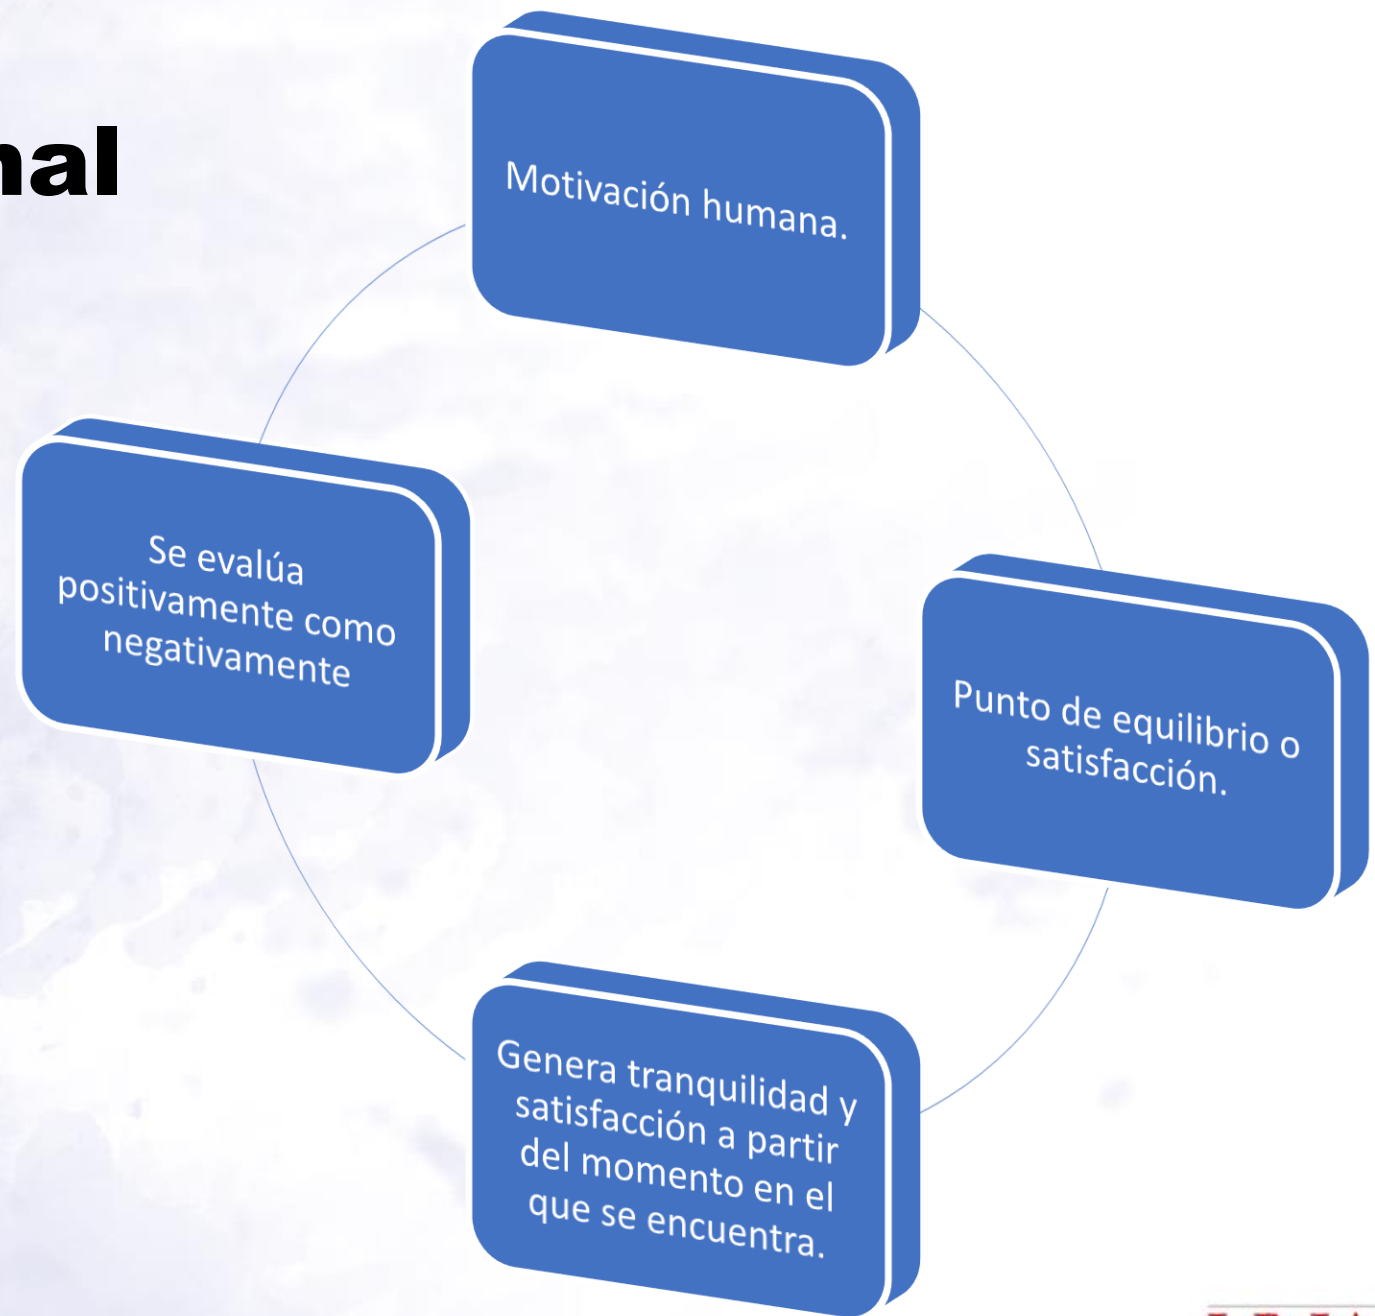 nal
Motivación humana.
Se evalúa
positivamente como
negativamente
Punto de equilibrio o
satisfacción.
Genera tranquilidad y
satisfacción a partir
del momento en el
que se encuentra.